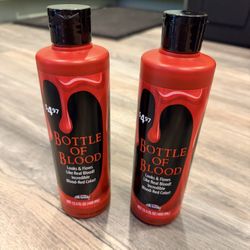 $4.97
BOTTLE
OF
BLOOD
Looks & Flows
Like Real Blood!
Incredible
Blood-Red Color!
$4.97
BOTTLE
OF
BLOOD
Looks & Flows
Like Real Blood!
Incredible
Blood-Red Color!